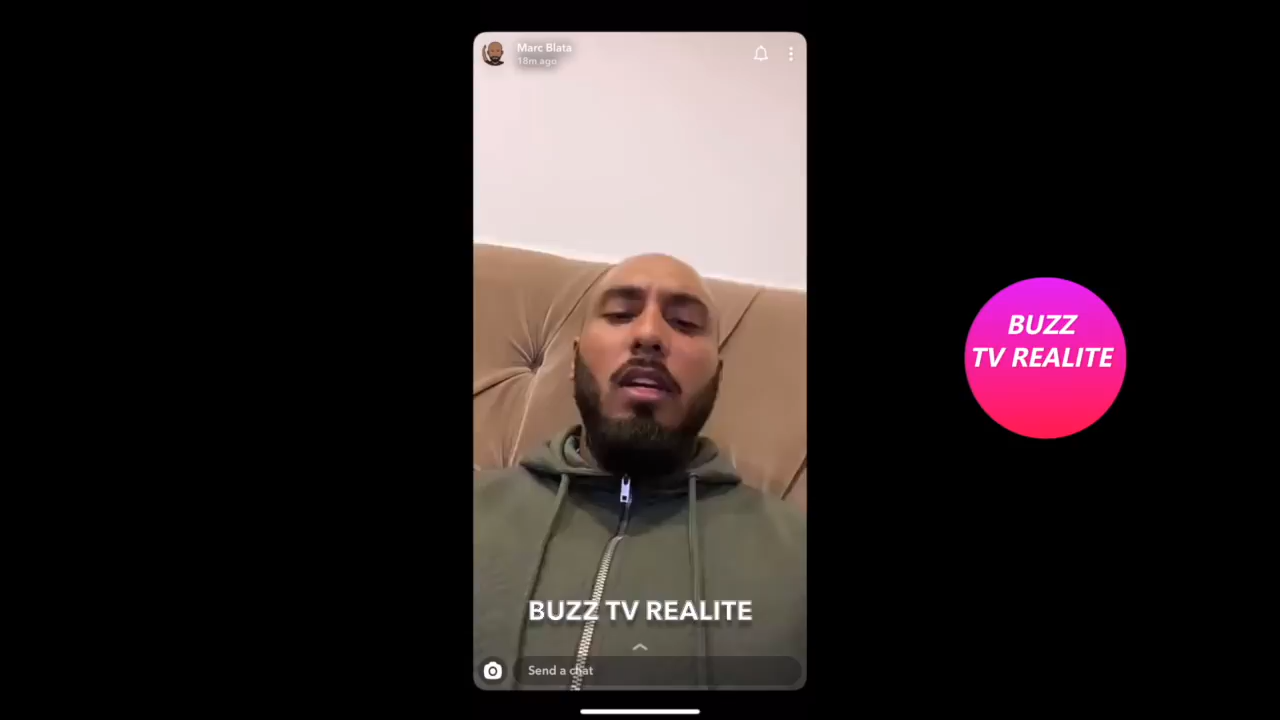 Marc Blata
18m ago
BUZZ
TV REALITE
BUZZ TV REALITE
Send a chat